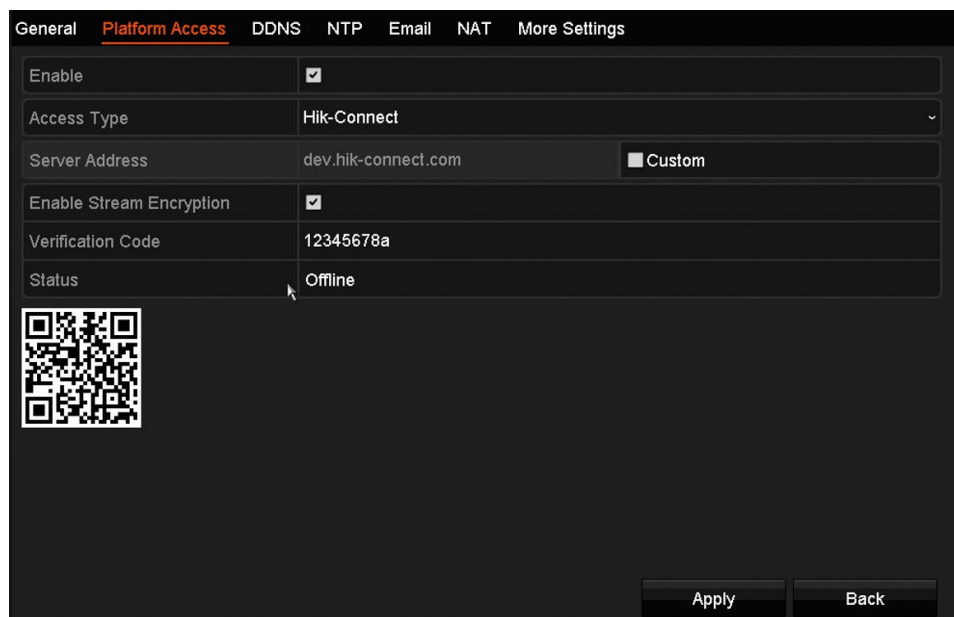 General Platform Access DDNS NTP Email NAT More Settings
Enable
Access Type Hik-Connect
Server Address dev.hik-connect.com Custom
Enable Stream Encryption
Verification Code 12345678a
Status Offline
Apply Back